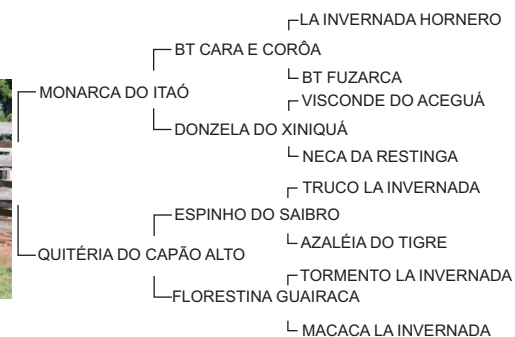 LA INVERNADA HORNERO
BT CARA E CORÔA
BT FUZARCA
MONARCA DO ITAÓ
VISCONDE DO ACEGUÁ
DONZELA DO XINIQUÁ
NECA DA RESTINGA
TRUCO LA INVERNADA
ESPINHO DO SAIBRO
AZALÉIA DO TIGRE
QUITÉRIA DO CAPÃO ALTO
TORMENTO LA INVERNADA
FLORESTINA GUAIRACA
MACACA LA INVERNADA